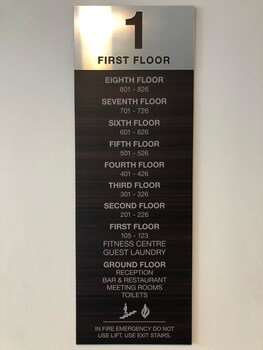 1
FIRST FLOOR
EIGHTH FLOOR
801 - 826
SEVENTH FLOOR
701 - 726
SIXTH FLOOR
601 - 626
FIFTH FLOOR
501 - 526
FOURTH FLOOR
401 - 426
THIRD FLOOR
301 - 326
SECOND FLOOR
201 - 226
FIRST FLOOR
105 - 123
FITNESS CENTRE
GUEST LAUNDRY
GROUND FLOOR
RECEPTION
BAR & RESTAURANT
MEETING ROOMS
TOILETS
IN FIRE EMERGENCY DO NOT
USE LIFT. USE EXIT STAIRS.